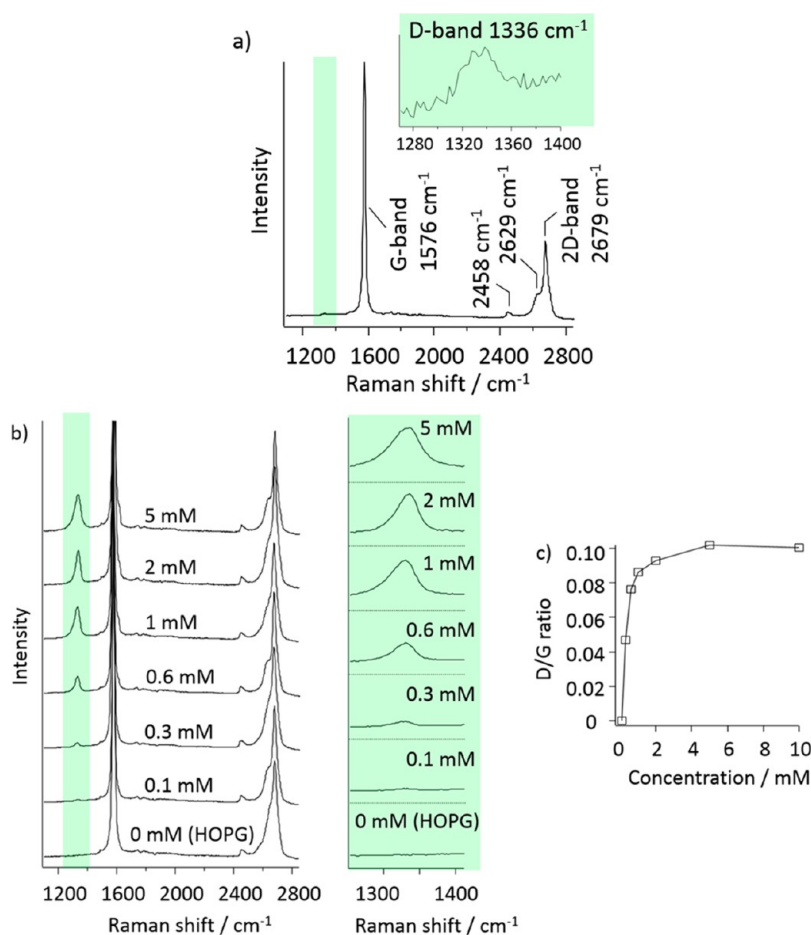 a)
D-band 1336 cm⁻¹
1280 1320 1360 1400
Intensity
G-band
1576 cm⁻¹
2458 cm⁻¹
2629 cm⁻¹
2D-band
2679 cm⁻¹
1200 1600 2000 2400 2800
Raman shift / cm⁻¹
b)
Intensity
5 mM
2 mM
1 mM
0.6 mM
0.3 mM
0.1 mM
0 mM (HOPG)
1200 1600 2000 2400 2800
Raman shift / cm⁻¹
5 mM
2 mM
1 mM
0.6 mM
0.3 mM
0.1 mM
0 mM (HOPG)
1300 1400
Raman shift / cm⁻¹
c)
D/G ratio
0.10
0.08
0.06
0.04
0.02
0
0 2 4 6 8 10
Concentration / mM